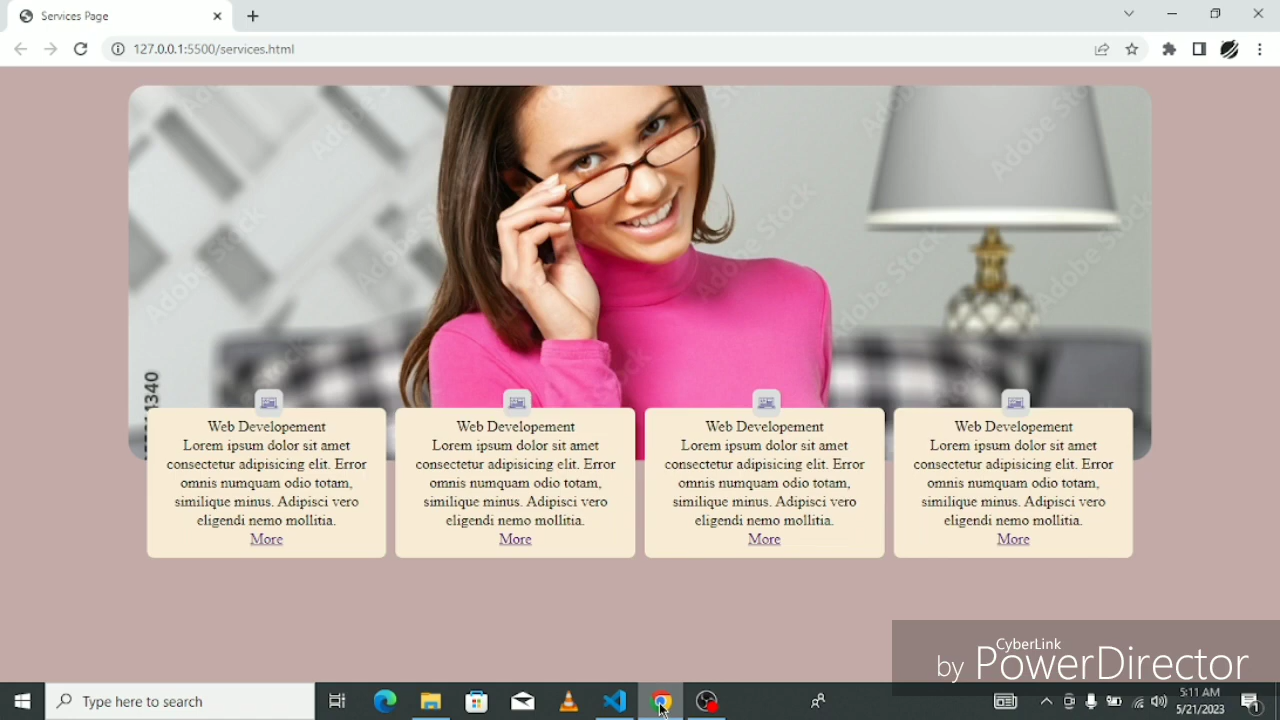 Services Page
127.0.0.1:5500/services.html
Adobe Stock
Web Developement
Lorem ipsum dolor sit amet
consectetur adipisicing elit. Error
omnis numquam odio totam,
similique minus. Adipisci vero
eligendi nemo mollitia.
More
Web Developement
Lorem ipsum dolor sit amet
consectetur adipisicing elit. Error
omnis numquam odio totam,
similique minus. Adipisci vero
eligendi nemo mollitia.
More
Web Developement
Lorem ipsum dolor sit amet
consectetur adipisicing elit. Error
omnis numquam odio totam,
similique minus. Adipisci vero
eligendi nemo mollitia.
More
Web Developement
Lorem ipsum dolor sit amet
consectetur adipisicing elit. Error
omnis numquam odio totam,
similique minus. Adipisci vero
eligendi nemo mollitia.
More
CyberLink
by PowerDirector
Type here to search
5:11 AM
5/21/2023
1